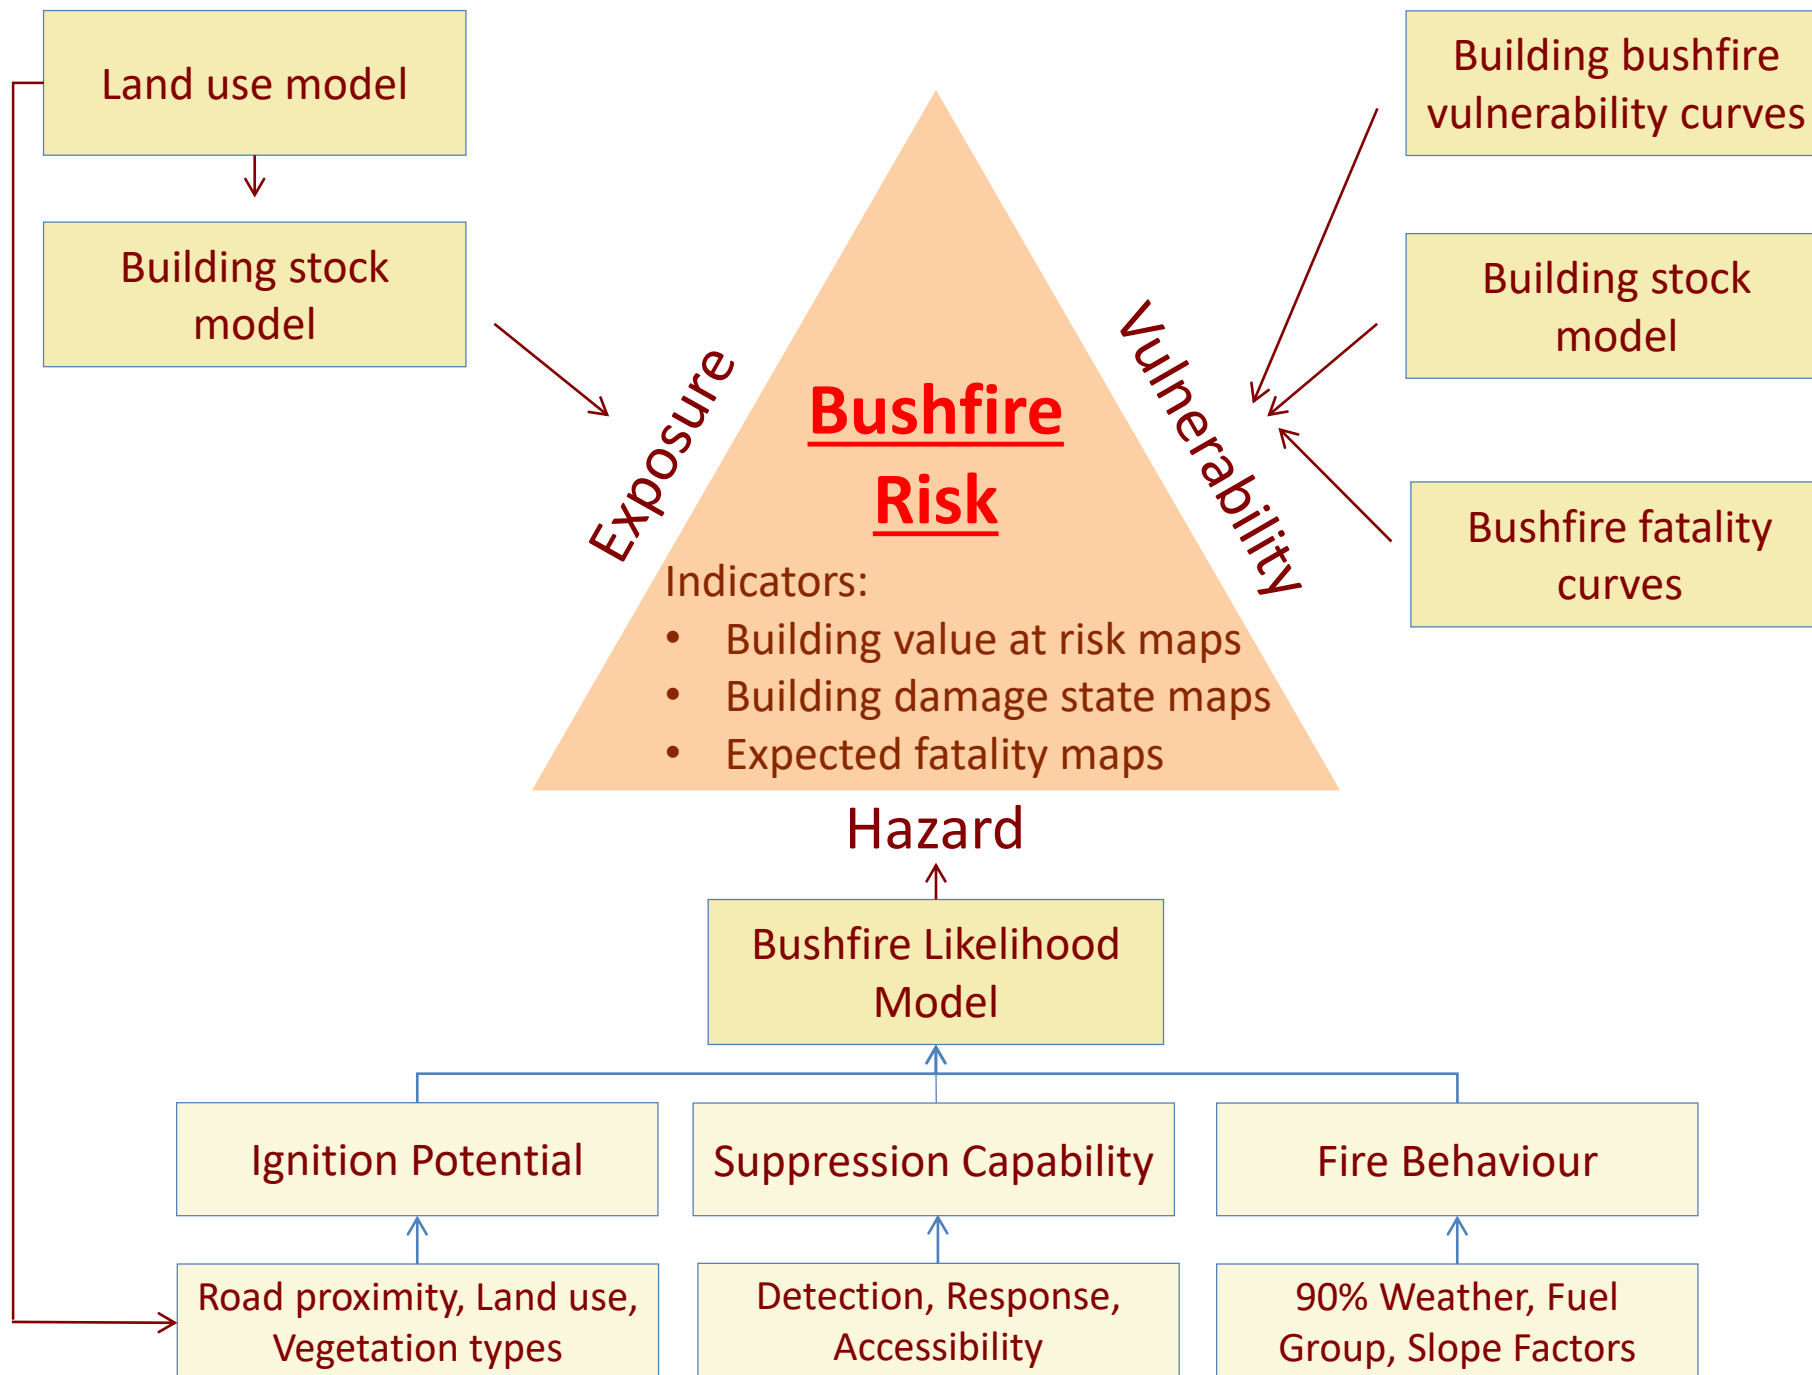 Land use model
Building stock
model
Exposure
Bushfire
Risk
Indicators:
• Building value at risk maps
• Building damage state maps
• Expected fatality maps
Vulnerability
Building bushfire
vulnerability curves
Building stock
model
Bushfire fatality
curves
Hazard
Bushfire Likelihood
Model
Ignition Potential
Suppression Capability
Fire Behaviour
Road proximity, Land use,
Vegetation types
Detection, Response,
Accessibility
90% Weather, Fuel
Group, Slope Factors